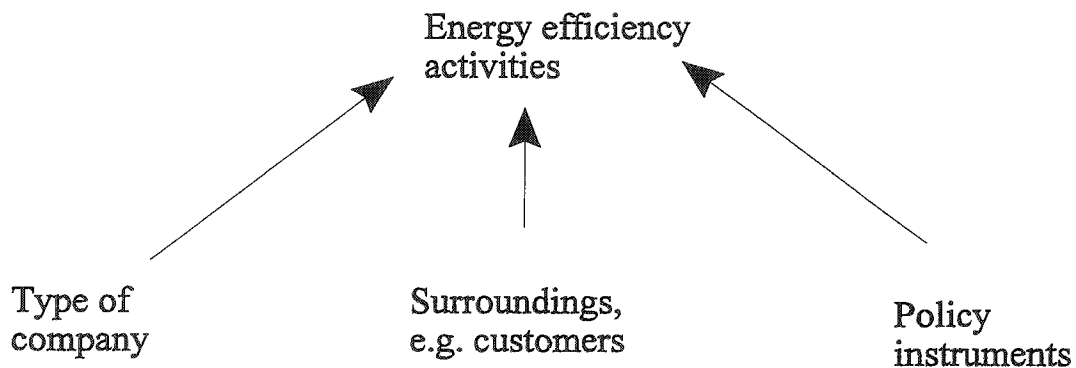 Energy efficiency
activities
Type of
company
Surroundings,
e.g. customers
Policy
instruments